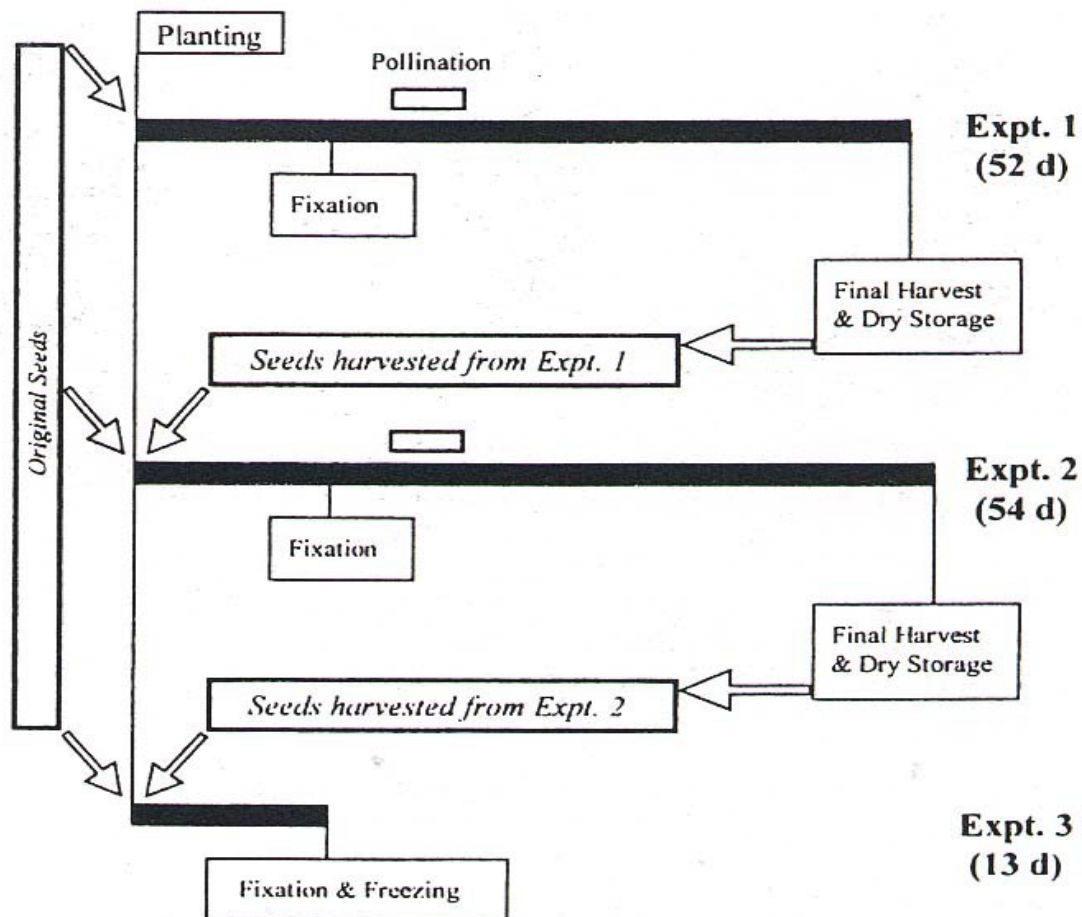 Planting
Pollination
Expt. 1
(52 d)
Fixation
Final Harvest
& Dry Storage
Original Seeds
Seeds harvested from Expt. 1
Expt. 2
(54 d)
Fixation
Final Harvest
& Dry Storage
Seeds harvested from Expt. 2
Expt. 3
(13 d)
Fixation & Freezing